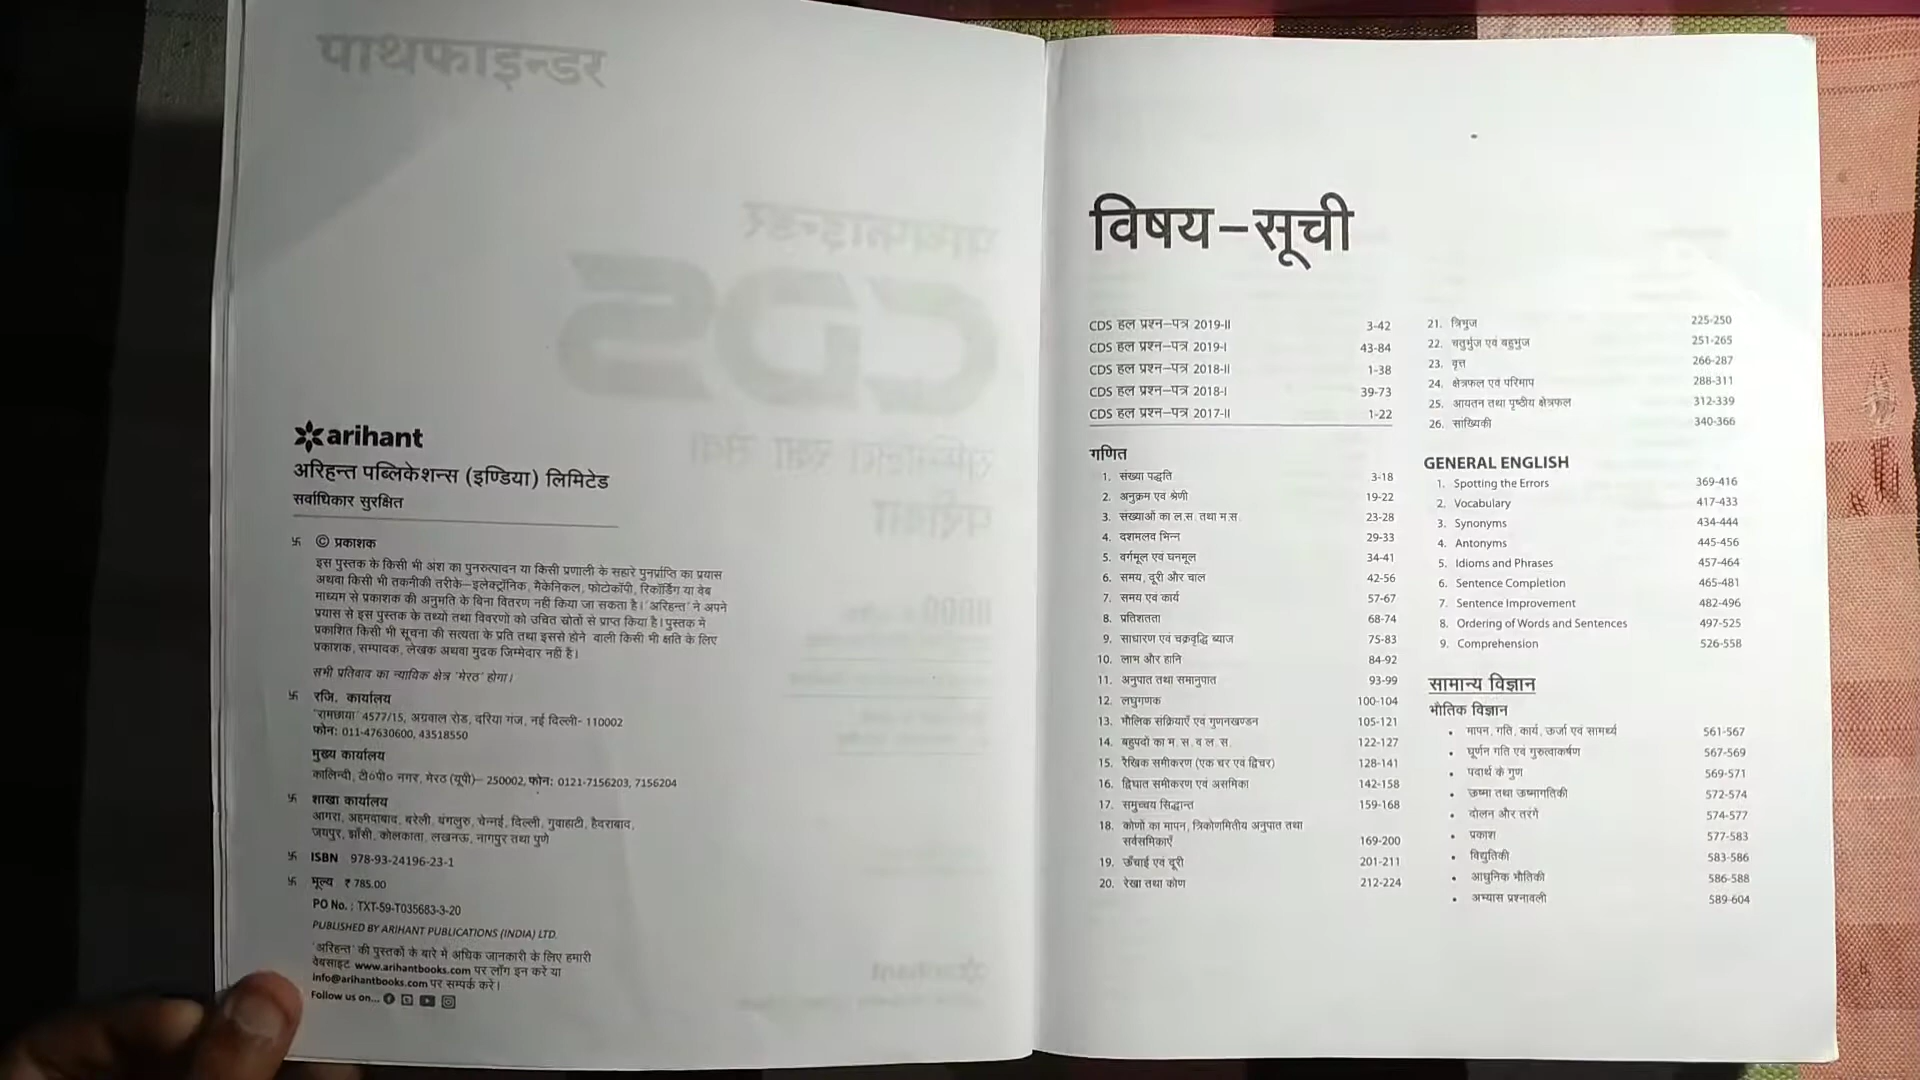 पाथफाइन्डर
arihant
अरिहन्त पब्लिकेशन्स (इण्डिया) लिमिटेड
सर्वाधिकार सुरक्षित
卐 © प्रकाशक
इस पुस्तक के किसी भी अंश का पुनरुत्पादन या किसी प्रणाली के सहारे पुनर्प्राप्ति का प्रयास
अथवा किसी भी तकनीकी तरीके—इलेक्ट्रॉनिक, मैकेनिकल, फोटोकॉपी, रिकॉर्डिंग या वेब
माध्यम से प्रकाशक की अनुमति के बिना वितरण नहीं किया जा सकता है। 'अरिहन्त' ने अपने
प्रयास से इस पुस्तक के तथ्यों तथा विवरणों को उचित स्रोतों से प्राप्त किया है। पुस्तक में
प्रकाशित किसी भी सूचना की सत्यता के प्रति तथा इससे होने वाली किसी भी क्षति के लिए
प्रकाशक, सम्पादक, लेखक अथवा मुद्रक जिम्मेदार नहीं है।
सभी प्रतिवाद का न्यायिक क्षेत्र 'मेरठ' होगा।
卐 रजि. कार्यालय
'रामछाया' 4577/15, अग्रवाल रोड, दरिया गंज, नई दिल्ली- 110002
फोन: 011-47630600, 43518550
मुख्य कार्यालय
कालिन्दी, टी०पी० नगर, मेरठ (यूपी)— 250002, फोन: 0121-7156203, 7156204
卐 शाखा कार्यालय
आगरा, अहमदाबाद, बरेली, बंगलुरु, चेन्नई, दिल्ली, गुवाहाटी, हैदराबाद,
जयपुर, झाँसी, कोलकाता, लखनऊ, नागपुर तथा पुणे
卐 ISBN 978-93-24196-23-1
卐 मूल्य ₹ 785.00
PO No. : TXT-59-T035683-3-20
PUBLISHED BY ARIHANT PUBLICATIONS (INDIA) LTD.
'अरिहन्त' की पुस्तकों के बारे में अधिक जानकारी के लिए हमारी
वेबसाइट www.arihantbooks.com पर लॉग इन करें या
info@arihantbooks.com पर सम्पर्क करें।
Follow us on...
विषय-सूची
CDS हल प्रश्न-पत्र 2019-II 3-42
CDS हल प्रश्न-पत्र 2019-I 43-84
CDS हल प्रश्न-पत्र 2018-II 1-38
CDS हल प्रश्न-पत्र 2018-I 39-73
CDS हल प्रश्न-पत्र 2017-II 1-22
गणित
1. संख्या पद्धति 3-18
2. अनुक्रम एवं श्रेणी 19-22
3. संख्याओं का ल.स. तथा म.स. 23-28
4. दशमलव भिन्न 29-33
5. वर्गमूल एवं घनमूल 34-41
6. समय, दूरी और चाल 42-56
7. समय एवं कार्य 57-67
8. प्रतिशतता 68-74
9. साधारण एवं चक्रवृद्धि ब्याज 75-83
10. लाभ और हानि 84-92
11. अनुपात तथा समानुपात 93-99
12. लघुगणक 100-104
13. मौलिक संक्रियाएँ एवं गुणनखण्डन 105-121
14. बहुपदों का म. स. व ल. स. 122-127
15. रैखिक समीकरण (एक चर एवं द्विचर) 128-141
16. द्विघात समीकरण एवं असमिका 142-158
17. समुच्चय सिद्धान्त 159-168
18. कोणों का मापन, त्रिकोणमितीय अनुपात तथा
सर्वसमिकाएँ 169-200
19. ऊँचाई एवं दूरी 201-211
20. रेखा तथा कोण 212-224
21. त्रिभुज 225-250
22. चतुर्भुज एवं बहुभुज 251-265
23. वृत्त 266-287
24. क्षेत्रफल एवं परिमाप 288-311
25. आयतन तथा पृष्ठीय क्षेत्रफल 312-339
26. सांख्यिकी 340-366
GENERAL ENGLISH
1. Spotting the Errors 369-416
2. Vocabulary 417-433
3. Synonyms 434-444
4. Antonyms 445-456
5. Idioms and Phrases 457-464
6. Sentence Completion 465-481
7. Sentence Improvement 482-496
8. Ordering of Words and Sentences 497-525
9. Comprehension 526-558
सामान्य विज्ञान
भौतिक विज्ञान
• मापन, गति, कार्य, ऊर्जा एवं सामर्थ्य 561-567
• घूर्णन गति एवं गुरुत्वाकर्षण 567-569
• पदार्थ के गुण 569-571
• ऊष्मा तथा ऊष्मागतिकी 572-574
• दोलन और तरंगे 574-577
• प्रकाश 577-583
• विद्युतिकी 583-586
• आधुनिक भौतिकी 586-588
• अभ्यास प्रश्नावली 589-604